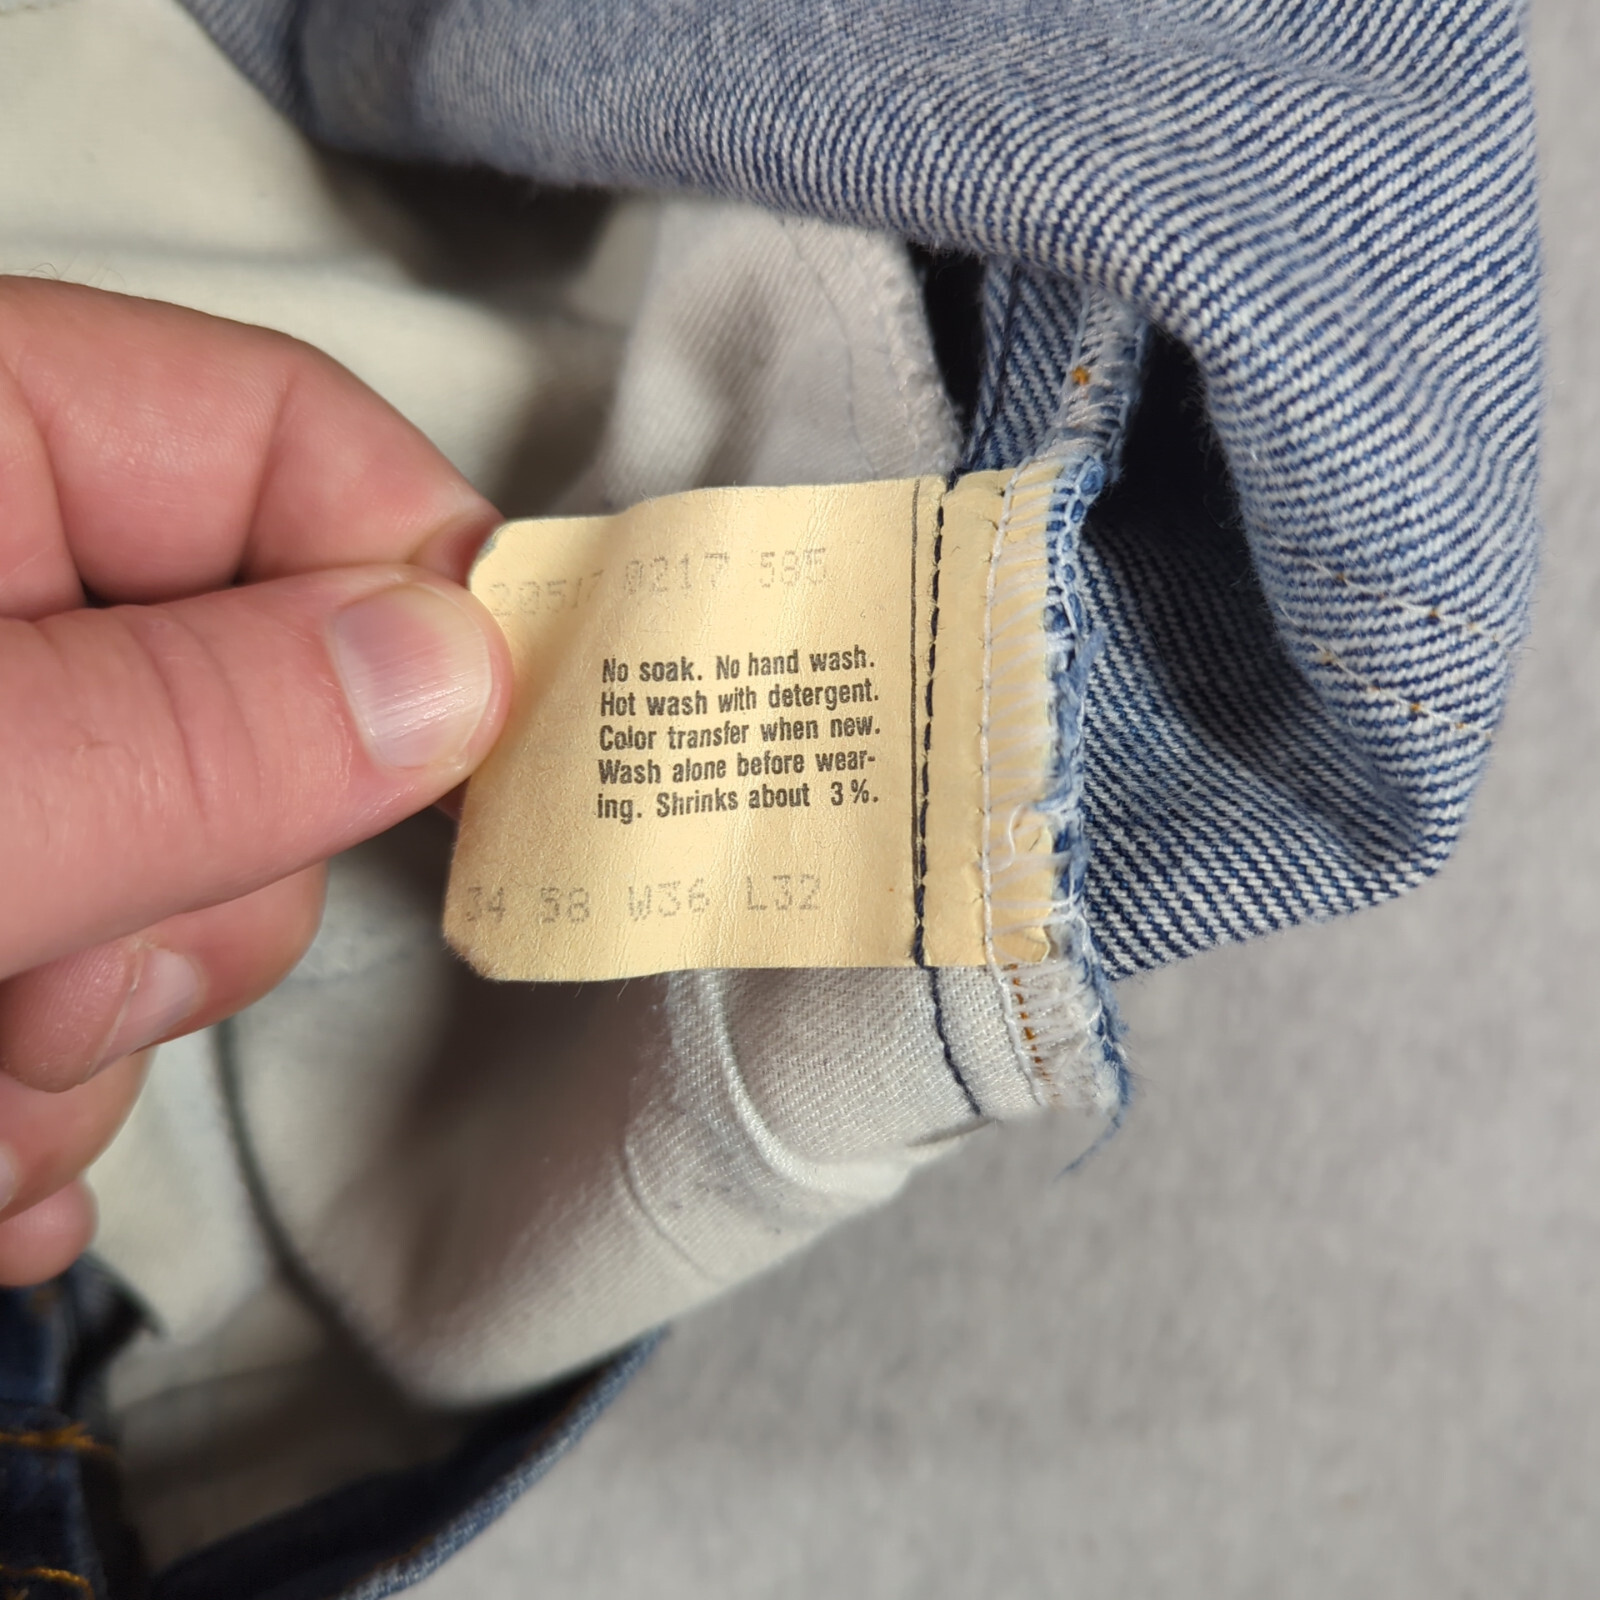 0217 585
No soak. No hand wash.
Hot wash with detergent.
Color transfer when new.
Wash alone before wear-
ing. Shrinks about 3%.
34 58 W36 L32